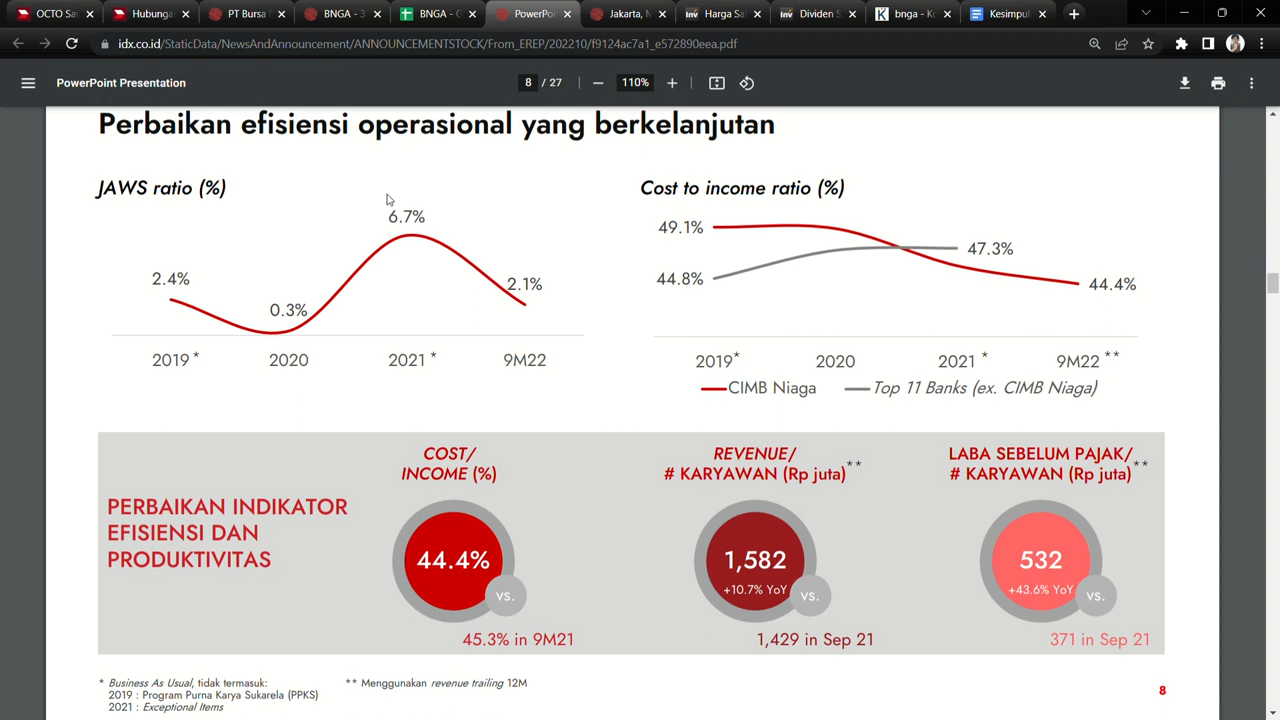 OCTO Sav
Hubungan
PT Bursa
BNGA - 3
BNGA - G
PowerPoi
Jakarta, M
Harga Sa
Dividen S
bnga - Ko
Kesimpul
idx.co.id/StaticData/NewsAndAnnouncement/ANNOUNCEMENTSTOCK/From_EREP/202210/f9124ac7a1_e572890eea.pdf
PowerPoint Presentation
8 / 27
110%
Perbaikan efisiensi operasional yang berkelanjutan
JAWS ratio (%)
2.4%
0.3%
6.7%
2.1%
2019 *
2020
2021 *
9M22
Cost to income ratio (%)
49.1%
44.8%
47.3%
44.4%
2019*
2020
2021 *
9M22 **
CIMB Niaga
Top 11 Banks (ex. CIMB Niaga)
PERBAIKAN INDIKATOR
EFISIENSI DAN
PRODUKTIVITAS
COST/
INCOME (%)
44.4%
vs.
45.3% in 9M21
REVENUE/
# KARYAWAN (Rp juta)**
1,582
+10.7% YoY
vs.
1,429 in Sep 21
LABA SEBELUM PAJAK/
# KARYAWAN (Rp juta)**
532
+43.6% YoY
vs.
371 in Sep 21
* Business As Usual, tidak termasuk:
2019 : Program Purna Karya Sukarela (PPKS)
2021 : Exceptional Items
** Menggunakan revenue trailing 12M
8